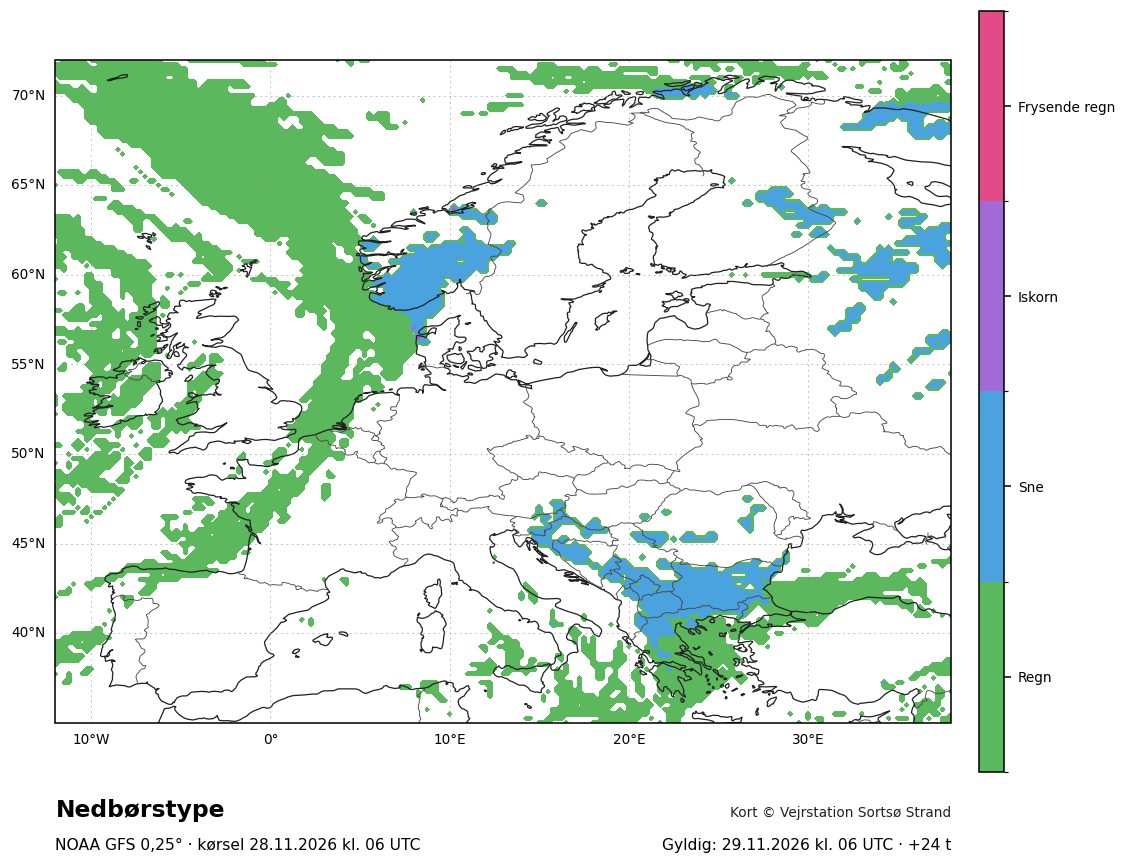 Frysende regn
Iskorn
Sne
Regn
70°N
65°N
60°N
55°N
50°N
45°N
40°N
10°W
0°
10°E
20°E
30°E
Nedbørstype
Kort © Vejrstation Sortsø Strand
NOAA GFS 0,25° · kørsel 28.11.2026 kl. 06 UTC
Gyldig: 29.11.2026 kl. 06 UTC · +24 t